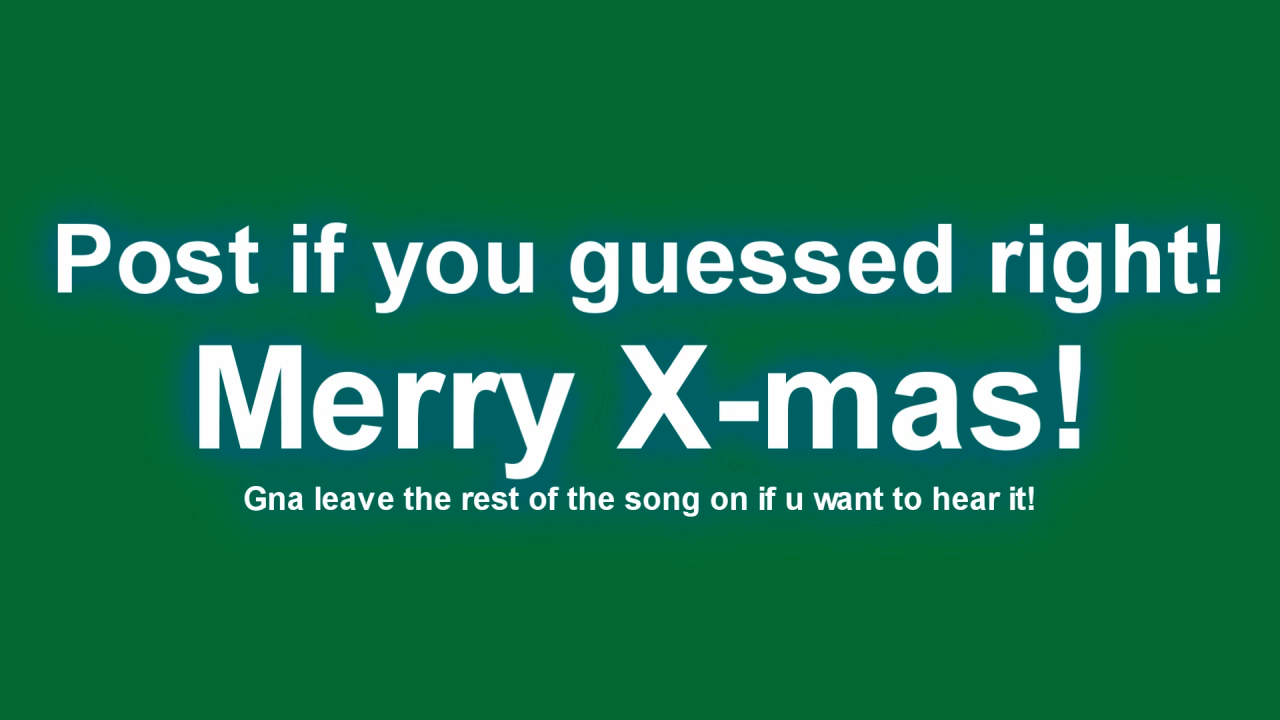 Post if you guessed right!
Merry X-mas!
Gna leave the rest of the song on if u want to hear it!